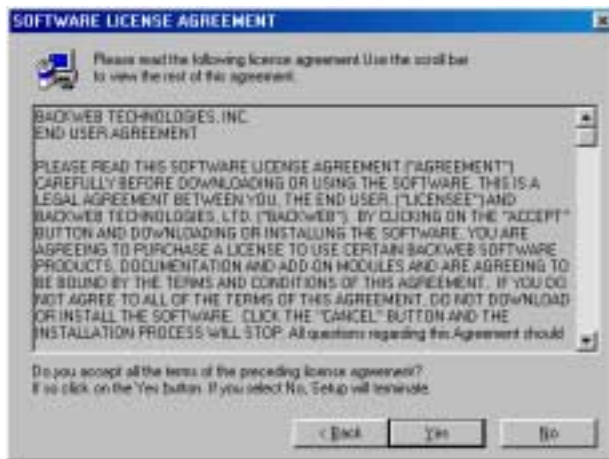 SOFTWARE LICENSE AGREEMENT
Please read the following license agreement. Use the scroll bar
to view the rest of this agreement.
BACKWEB TECHNOLOGIES, INC.
END USER AGREEMENT
PLEASE READ THIS SOFTWARE LICENSE AGREEMENT ("AGREEMENT")
CAREFULLY BEFORE DOWNLOADING OR USING THE SOFTWARE. THIS IS A
LEGAL AGREEMENT BETWEEN YOU, THE END USER, ("LICENSEE") AND
BACKWEB TECHNOLOGIES, LTD. ("BACKWEB"). BY CLICKING ON THE "ACCEPT"
BUTTON AND DOWNLOADING OR INSTALLING THE SOFTWARE, YOU ARE
AGREEING TO PURCHASE A LICENSE TO USE CERTAIN BACKWEB SOFTWARE
PRODUCTS, DOCUMENTATION AND ADD-ON MODULES AND ARE AGREEING TO
BE BOUND BY THE TERMS AND CONDITIONS OF THIS AGREEMENT. IF YOU DO
NOT AGREE TO ALL OF THE TERMS OF THIS AGREEMENT, DO NOT DOWNLOAD
OR INSTALL THE SOFTWARE. CLICK THE "CANCEL" BUTTON AND THE
INSTALLATION PROCESS WILL STOP. All questions regarding this Agreement should
Do you accept all the terms of the preceding license agreement?
If so click on the Yes button. If you select No, Setup will terminate.
< Back
Yes
No